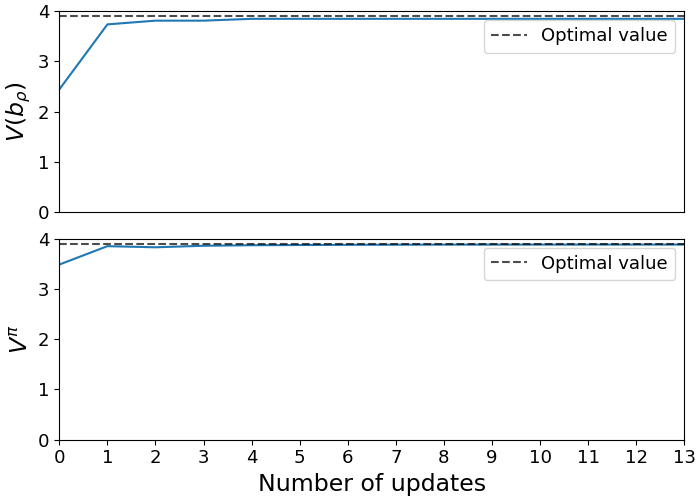 4
3
2
1
0
V(b_ρ)
Optimal value
4
3
2
1
0
V^π
Optimal value
0 1 2 3 4 5 6 7 8 9 10 11 12 13
Number of updates